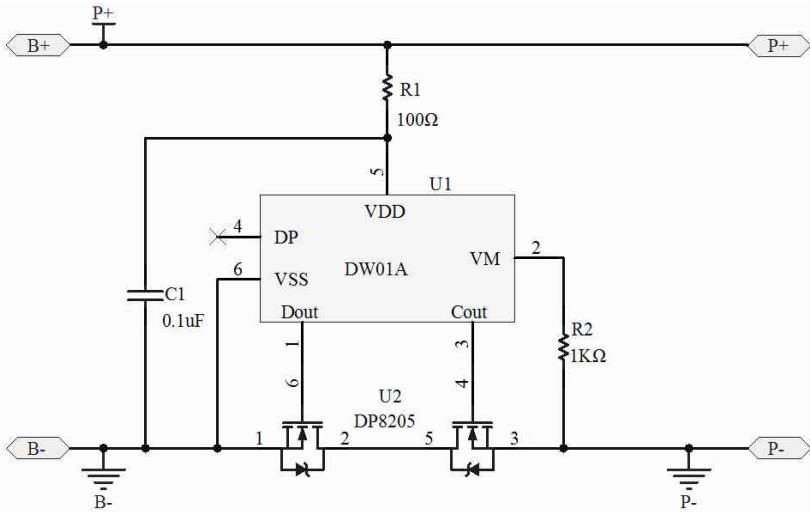 P+
B+
P+
R1
100Ω
5
U1
VDD
4
DP
2
VM
DW01A
6
VSS
C1
0.1uF
Dout
Cout
R2
1KΩ
1
3
6
4
U2
DP8205
B-
1
2
5
3
P-
B-
P-